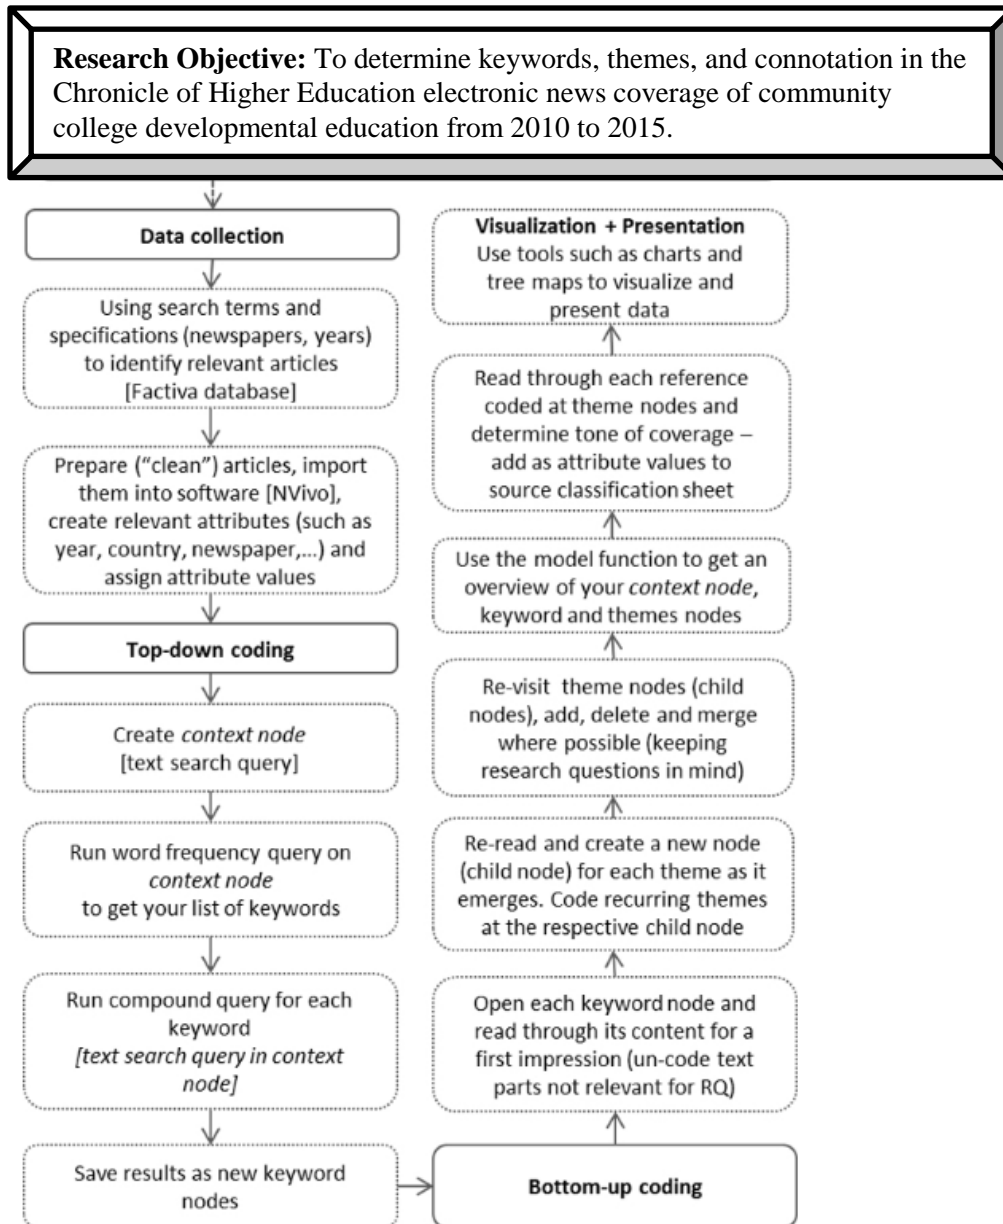 Research Objective: To determine keywords, themes, and connotation in the
Chronicle of Higher Education electronic news coverage of community
college developmental education from 2010 to 2015.
Data collection
Using search terms and
specifications (newspapers, years)
to identify relevant articles
[Factiva database]
Prepare (“clean”) articles, import
them into software [NVivo],
create relevant attributes (such as
year, country, newspaper,...) and
assign attribute values
Top-down coding
Create context node
[text search query]
Run word frequency query on
context node
to get your list of keywords
Run compound query for each
keyword
[text search query in context
node]
Save results as new keyword
nodes
Bottom-up coding
Open each keyword node and
read through its content for a
first impression (un-code text
parts not relevant for RQ)
Re-read and create a new node
(child node) for each theme as it
emerges. Code recurring themes
at the respective child node
Re-visit theme nodes (child
nodes), add, delete and merge
where possible (keeping
research questions in mind)
Use the model function to get an
overview of your context node,
keyword and themes nodes
Read through each reference
coded at theme nodes and
determine tone of coverage –
add as attribute values to
source classification sheet
Visualization + Presentation
Use tools such as charts and
tree maps to visualize and
present data